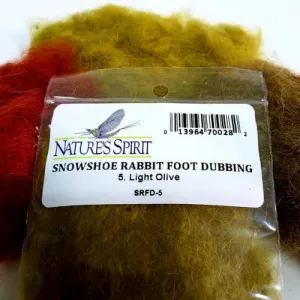 NATURE'S SPIRIT
0 13964 70028 2
SNOWSHOE RABBIT FOOT DUBBING
5. Light Olive
SRFD-5